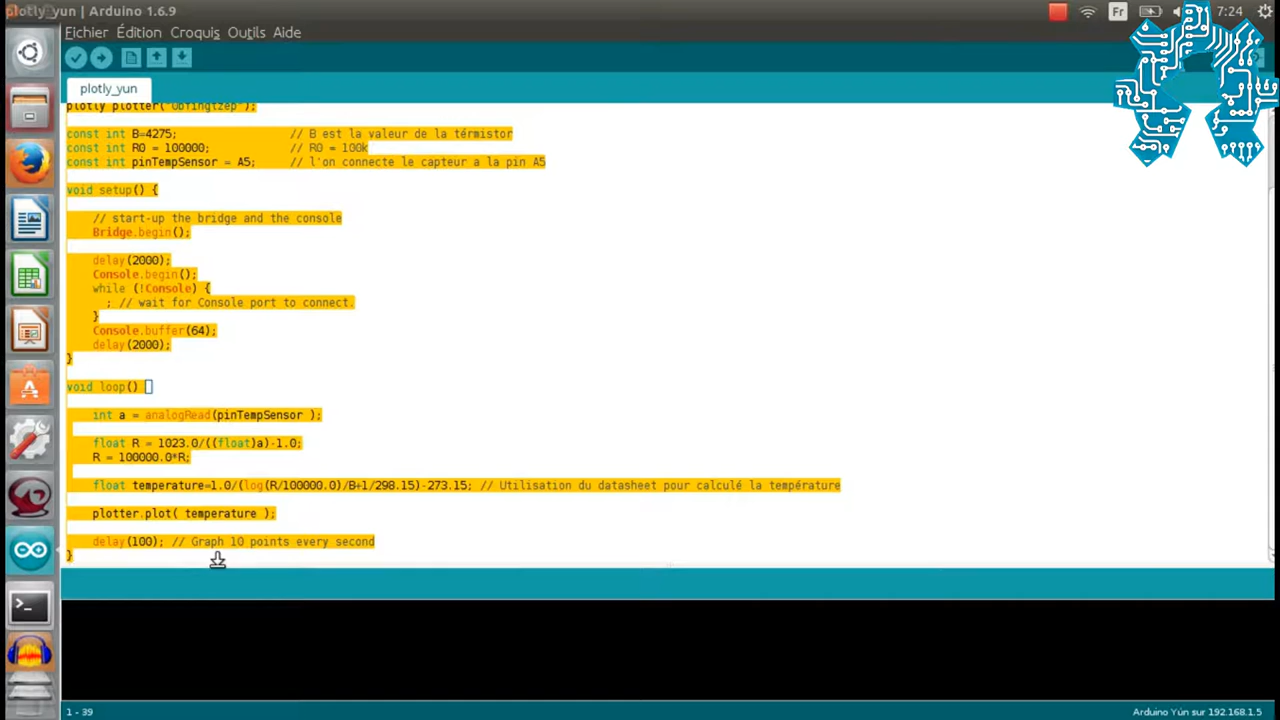 plotly_yun | Arduino 1.6.9
Fr
7:24
Fichier Édition Croquis Outils Aide
plotly_yun
const int B=4275; // B est la valeur de la térmistor
const int R0 = 100000; // R0 = 100k
const int pinTempSensor = A5; // l'on connecte le capteur a la pin A5
void setup() {
// start-up the bridge and the console
Bridge.begin();
delay(2000);
Console.begin();
while (!Console) {
; // wait for Console port to connect.
}
Console.buffer(64);
delay(2000);
}
void loop()
int a = analogRead(pinTempSensor );
float R = 1023.0/((float)a)-1.0;
R = 100000.0*R;
float temperature=1.0/(log(R/100000.0)/B+1/298.15)-273.15; // Utilisation du datasheet pour calculé la température
plotter.plot( temperature );
delay(100); // Graph 10 points every second
}
1 - 39
Arduino Yún sur 192.168.1.5